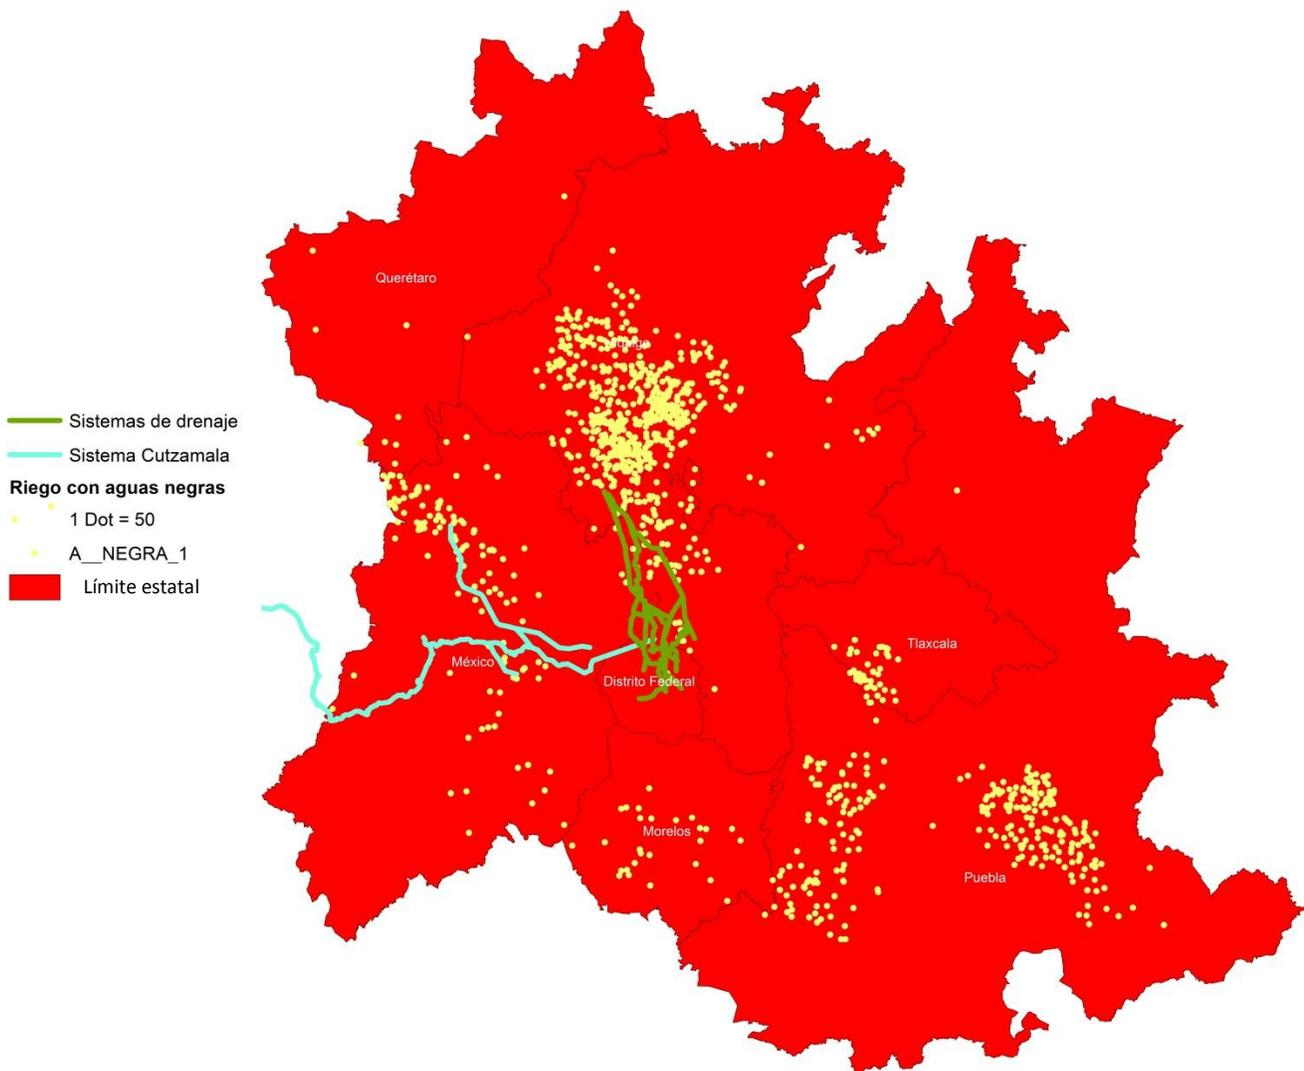 Querétaro
Hidalgo
Sistemas de drenaje
Sistema Cutzamala
Riego con aguas negras
1 Dot = 50
A__NEGRA_1
Límite estatal
Tlaxcala
México
Distrito Federal
Morelos
Puebla